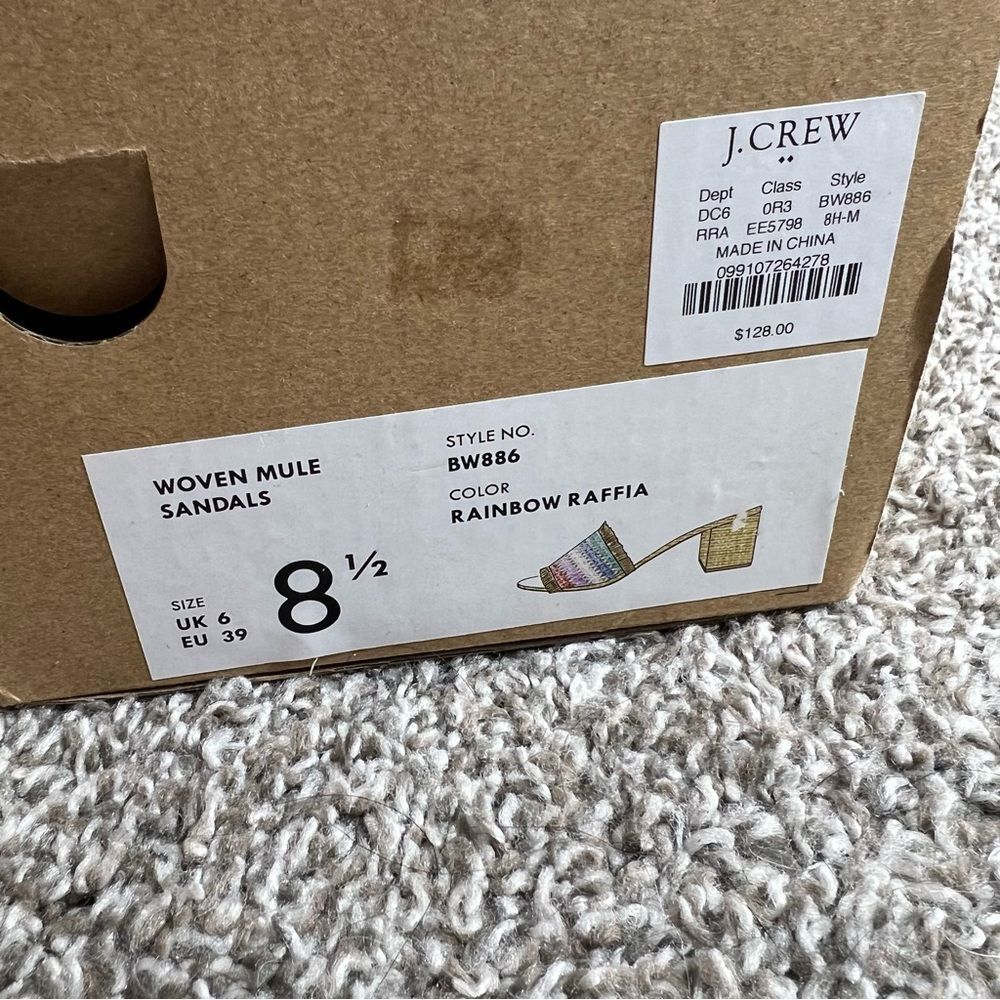 J.CREW
Dept Class Style
DC6 0R3 BW886
RRA EE5798 8H-M
MADE IN CHINA
099107264278
$128.00
WOVEN MULE
SANDALS
STYLE NO.
BW886
COLOR
RAINBOW RAFFIA
SIZE
UK 6
EU 39
8 1/2